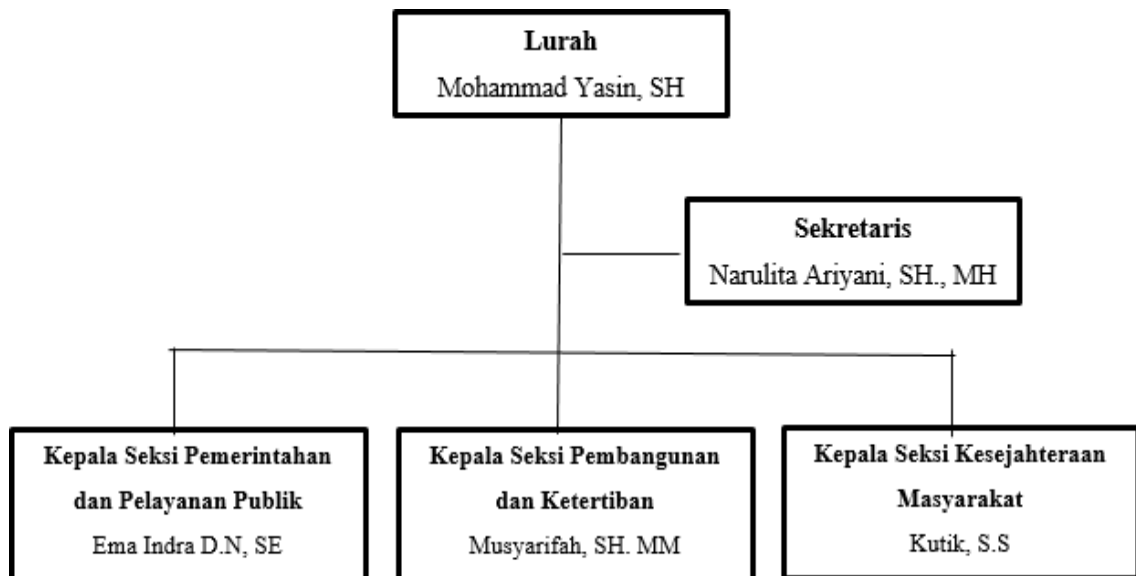 Lurah
Mohammad Yasin, SH
Sekretaris
Narulita Ariyani, SH., MH
Kepala Seksi Pemerintahan
dan Pelayanan Publik
Ema Indra D.N, SE
Kepala Seksi Pembangunan
dan Ketertiban
Musyarifah, SH. MM
Kepala Seksi Kesejahteraan
Masyarakat
Kutik, S.S